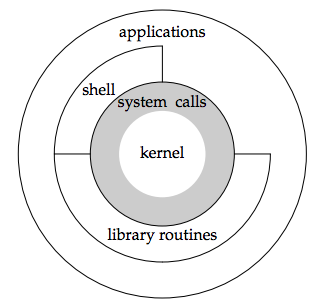 applications
shell
system calls
kernel
library routines